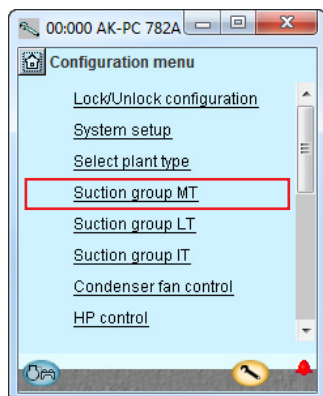 00:000 AK-PC 782A
Configuration menu
Lock/Unlock configuration
System setup
Select plant type
Suction group MT
Suction group LT
Suction group IT
Condenser fan control
HP control